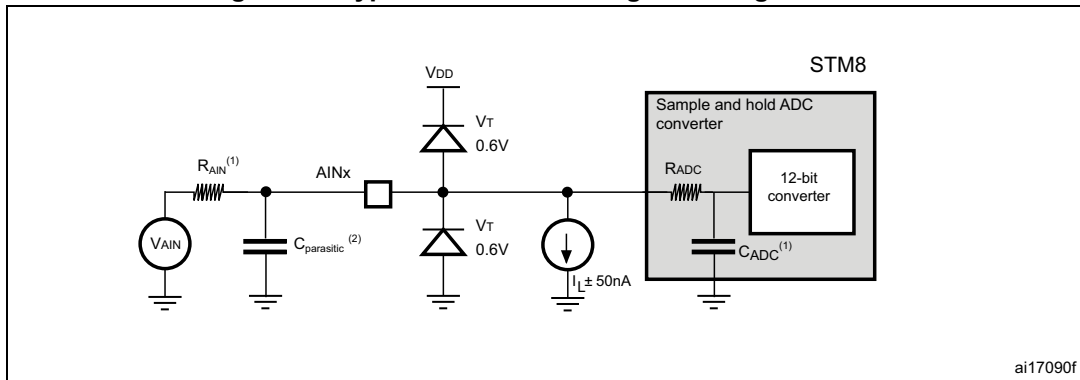 STM8
VDD
Sample and hold ADC
converter
VT
0.6V
RAIN(1)
AINx
RADC
12-bit
converter
VAIN
Cparasitic (2)
VT
0.6V
IL± 50nA
CADC(1)
ai17090f